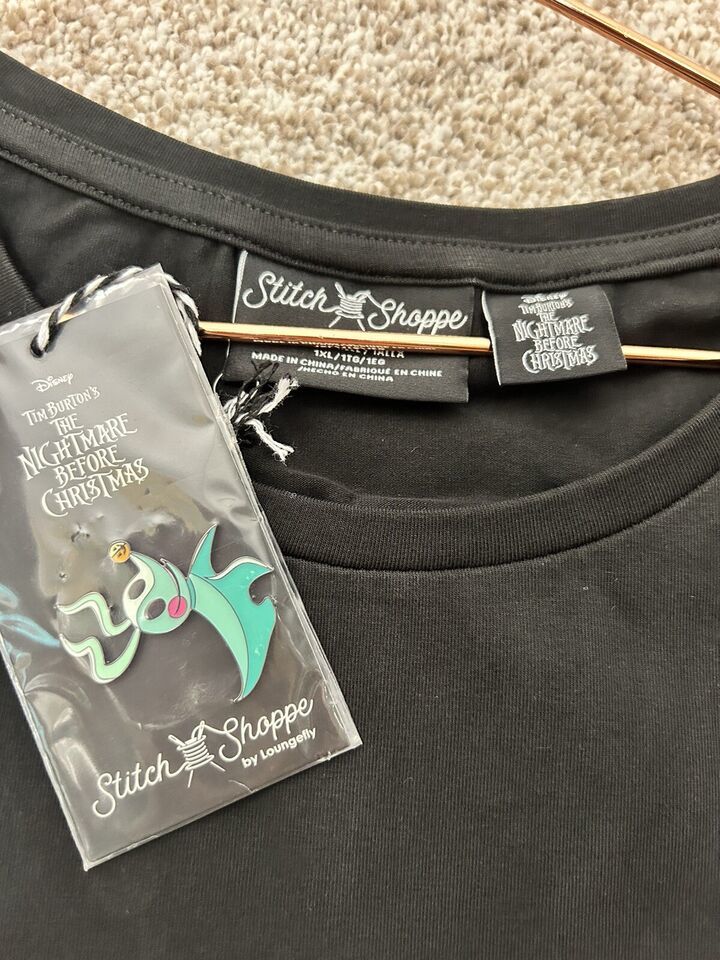 Stitch Shoppe
TALLA
1XL/1TG/1EG
MADE IN CHINA/FABRIQUÉ EN CHINE
/HECHO EN CHINA
DISNEY
TIM BURTON'S
THE
NIGHTMARE
BEFORE
CHRISTMAS
Disney
TIM BURTON'S
THE
NIGHTMARE
BEFORE
CHRISTMAS
Stitch Shoppe
by Loungefly